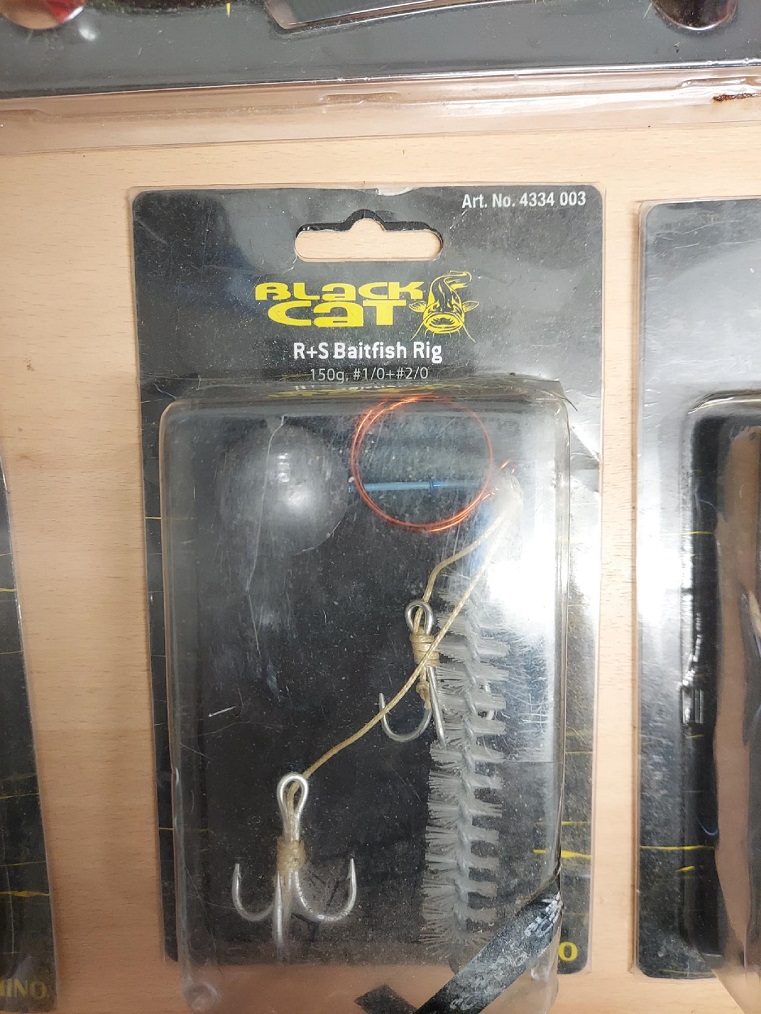 Art. No. 4334 003
BLACK
CAT
R+S Baitfish Rig
150g, #1/0+#2/0